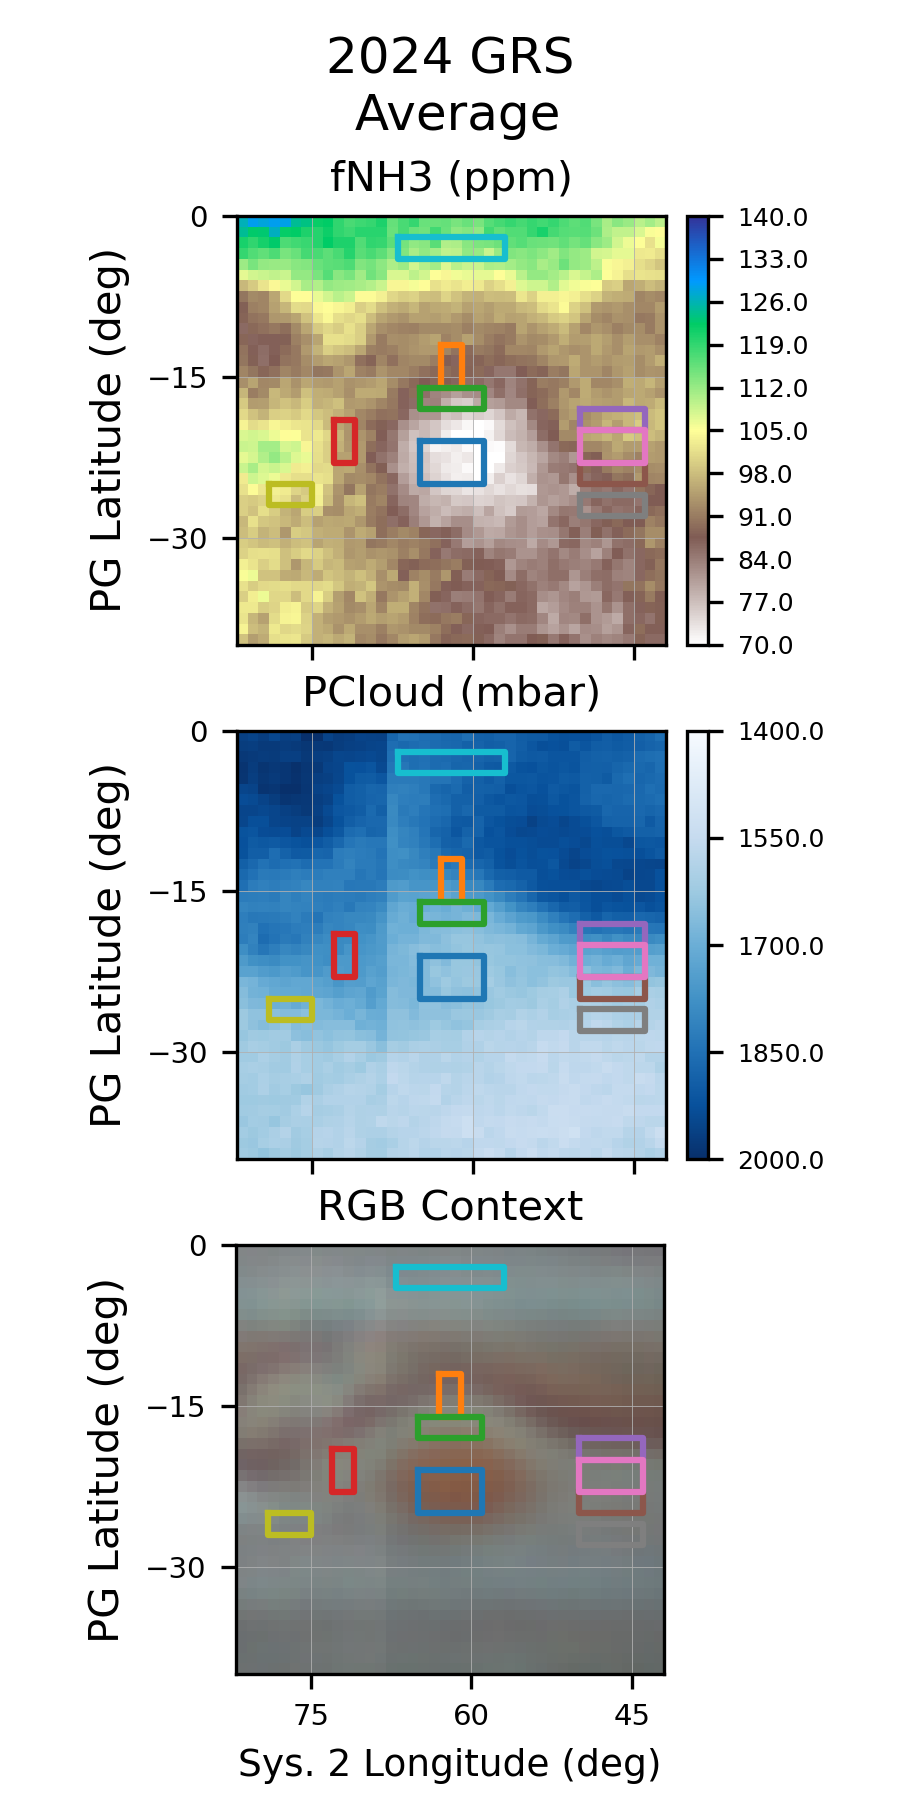 2024 GRS
Average
fNH3 (ppm)
PG Latitude (deg)
0
−15
−30
140.0
133.0
126.0
119.0
112.0
105.0
98.0
91.0
84.0
77.0
70.0
PCloud (mbar)
PG Latitude (deg)
0
−15
−30
1400.0
1550.0
1700.0
1850.0
2000.0
RGB Context
PG Latitude (deg)
0
−15
−30
75 60 45
Sys. 2 Longitude (deg)